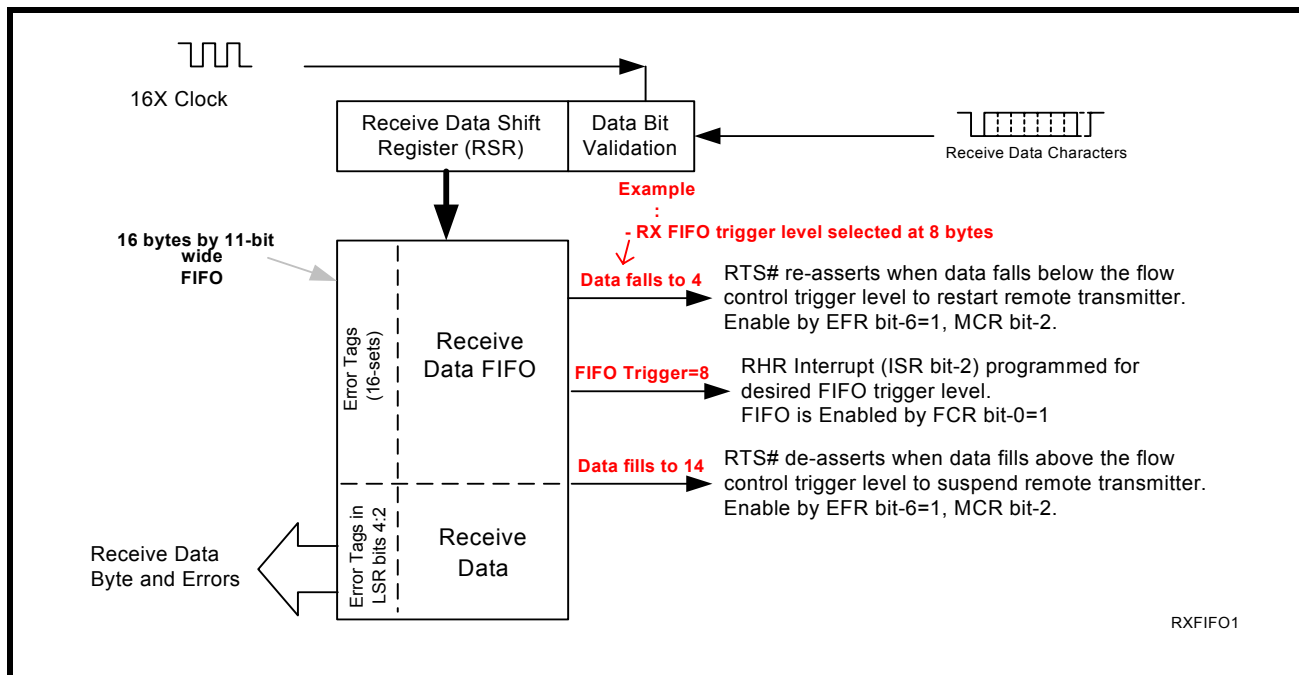 16X Clock
Receive Data Shift
Register (RSR)
Data Bit
Validation
Receive Data Characters
Example
:
- RX FIFO trigger level selected at 8 bytes
16 bytes by 11-bit
wide
FIFO
Error Tags
(16-sets)
Receive
Data FIFO
Data falls to 4
RTS# re-asserts when data falls below the flow
control trigger level to restart remote transmitter.
Enable by EFR bit-6=1, MCR bit-2.
FIFO Trigger=8
RHR Interrupt (ISR bit-2) programmed for
desired FIFO trigger level.
FIFO is Enabled by FCR bit-0=1
Data fills to 14
RTS# de-asserts when data fills above the flow
control trigger level to suspend remote transmitter.
Enable by EFR bit-6=1, MCR bit-2.
Error Tags in
LSR bits 4:2
Receive
Data
Receive Data
Byte and Errors
RXFIFO1